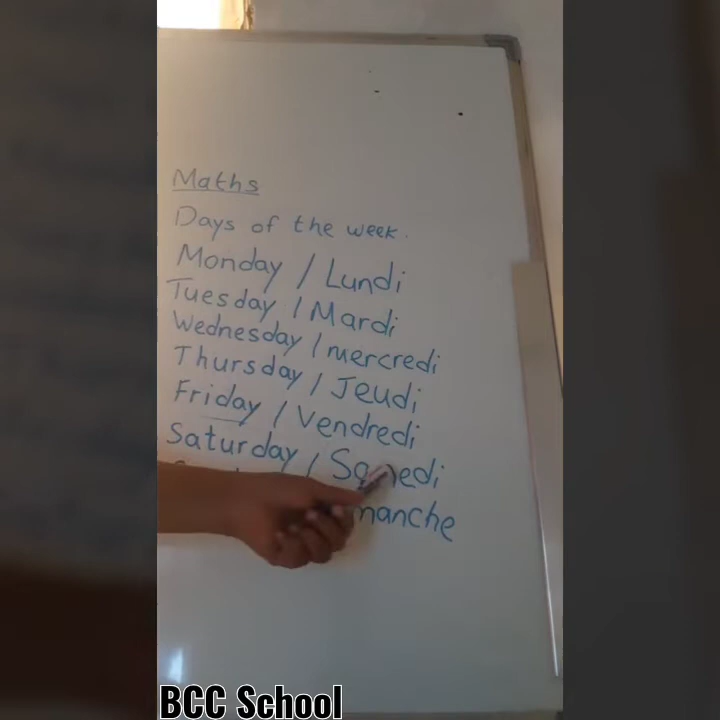 Maths
Days of the week.
Monday / Lundi
Tuesday / Mardi
Wednesday / mercredi
Thursday / Jeudi
Friday / Vendredi
Saturday / Samedi
manche
BCC School